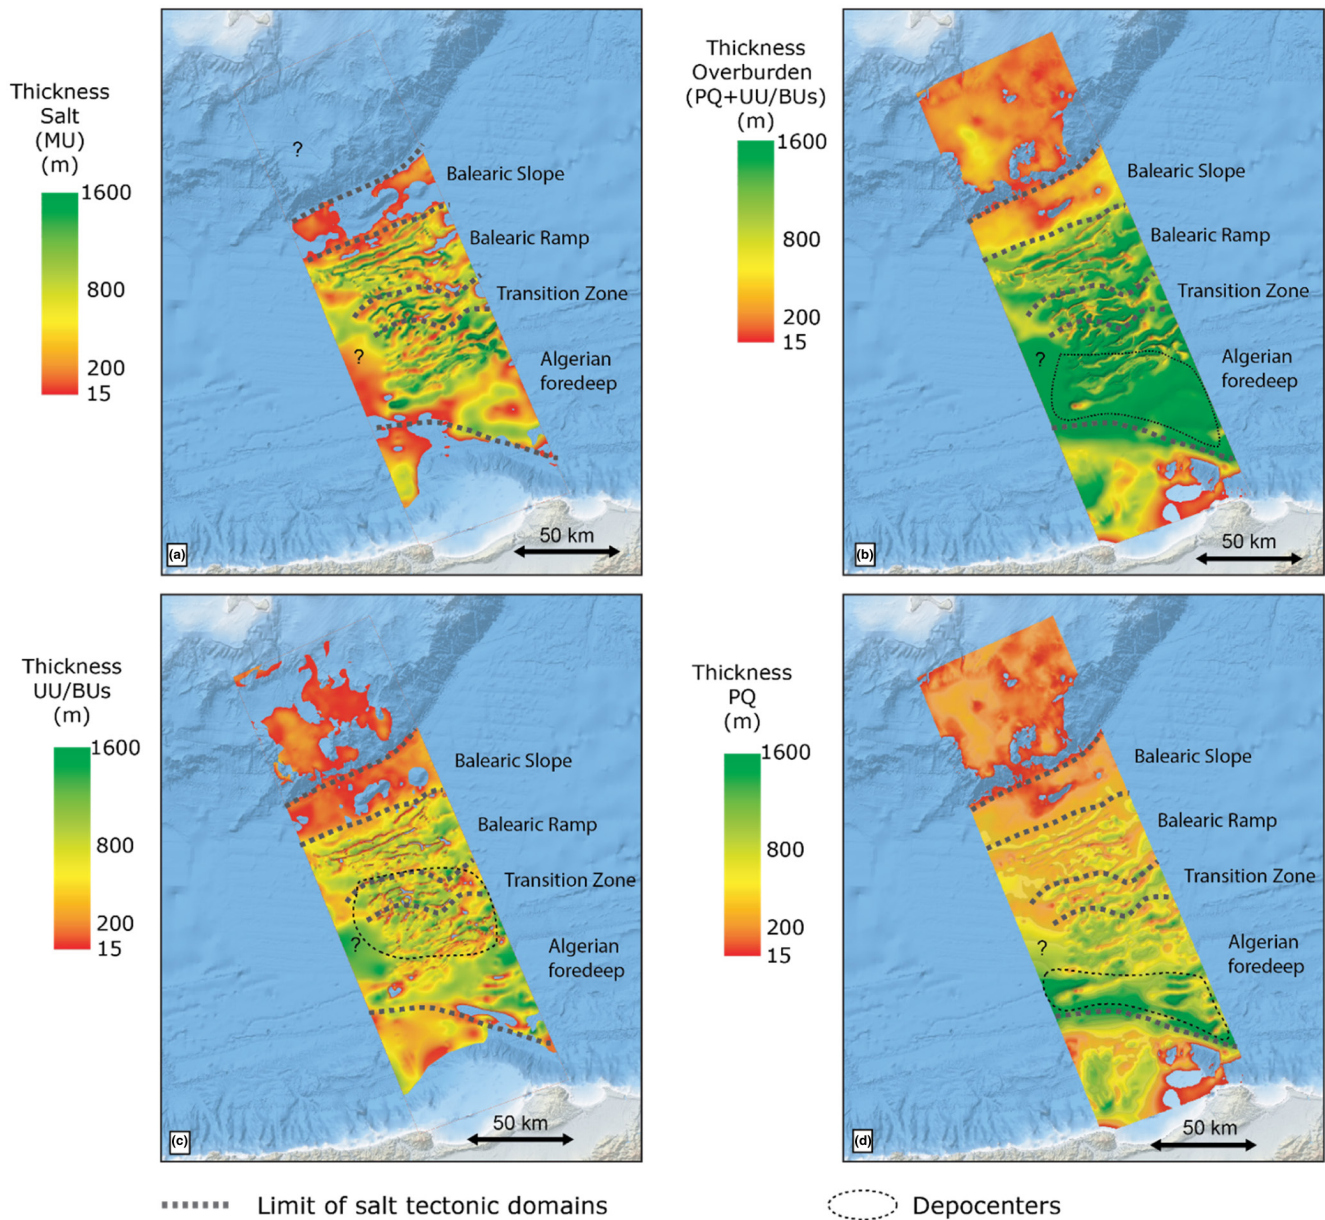 Thickness
Salt
(MU)
(m)
1600
800
200
15
?
Balearic Slope
Balearic Ramp
Transition Zone
?
Algerian
foredeep
50 km
(a)
Thickness
Overburden
(PQ+UU/BUs)
(m)
1600
800
200
15
Balearic Slope
Balearic Ramp
Transition Zone
?
Algerian
foredeep
50 km
(b)
Thickness
UU/BUs
(m)
1600
800
200
15
Balearic Slope
Balearic Ramp
Transition Zone
?
Algerian
foredeep
50 km
(c)
Thickness
PQ
(m)
1600
800
200
15
Balearic Slope
Balearic Ramp
Transition Zone
?
Algerian
foredeep
50 km
(d)
Limit of salt tectonic domains
Depocenters